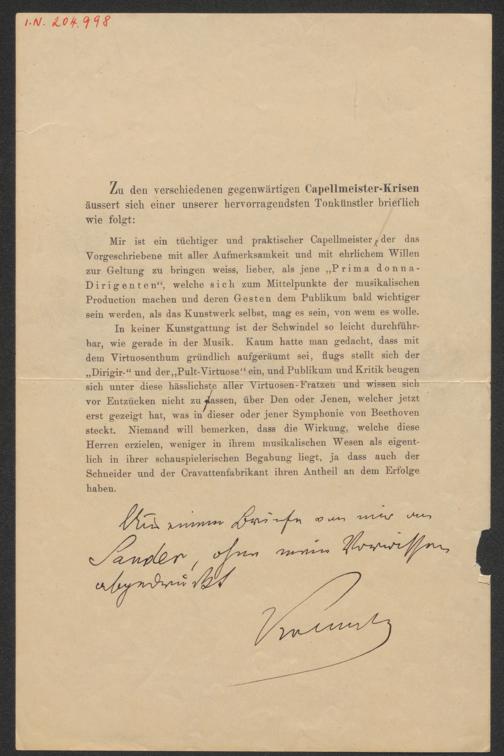 I.N. 204.998
Zu den verschiedenen gegenwärtigen Capellmeister-Krisen
äussert sich einer unserer hervorragendsten Tonkünstler brieflich
wie folgt:
Mir ist ein tüchtiger und praktischer Capellmeister, der das
Vorgeschriebene mit aller Aufmerksamkeit und mit ehrlichem Willen
zur Geltung zu bringen weiss, lieber, als jene „Prima donna-
Dirigenten“, welche sich zum Mittelpunkte der musikalischen
Production machen und deren Gesten dem Publikum bald wichtiger
sein werden, als das Kunstwerk selbst, mag es sein, von wem es wolle.
In keiner Kunstgattung ist der Schwindel so leicht durchführ-
bar, wie gerade in der Musik. Kaum hatte man gedacht, dass mit
dem Virtuosenthum gründlich aufgeräumt sei, flugs stellt sich der
„Dirigir-“ und der „Pult-Virtuose“ ein, und Publikum und Kritik beugen
sich unter diese hässlichste aller Virtuosen-Fratzen und wissen sich
vor Entzücken nicht zu fassen, über Den oder Jenen, welcher jetzt
erst gezeigt hat, was in dieser oder jener Symphonie von Beethoven
steckt. Niemand will bemerken, dass die Wirkung, welche diese
Herren erzielen, weniger in ihrem musikalischen Wesen als eigent-
lich in ihrer schauspielerischen Begabung liegt, ja dass auch der
Schneider und der Cravattenfabrikant ihren Antheil an dem Erfolge
haben.
Aus einem Briefe von mir an
Sander, ohne mein Vorwissen
abgedruckt